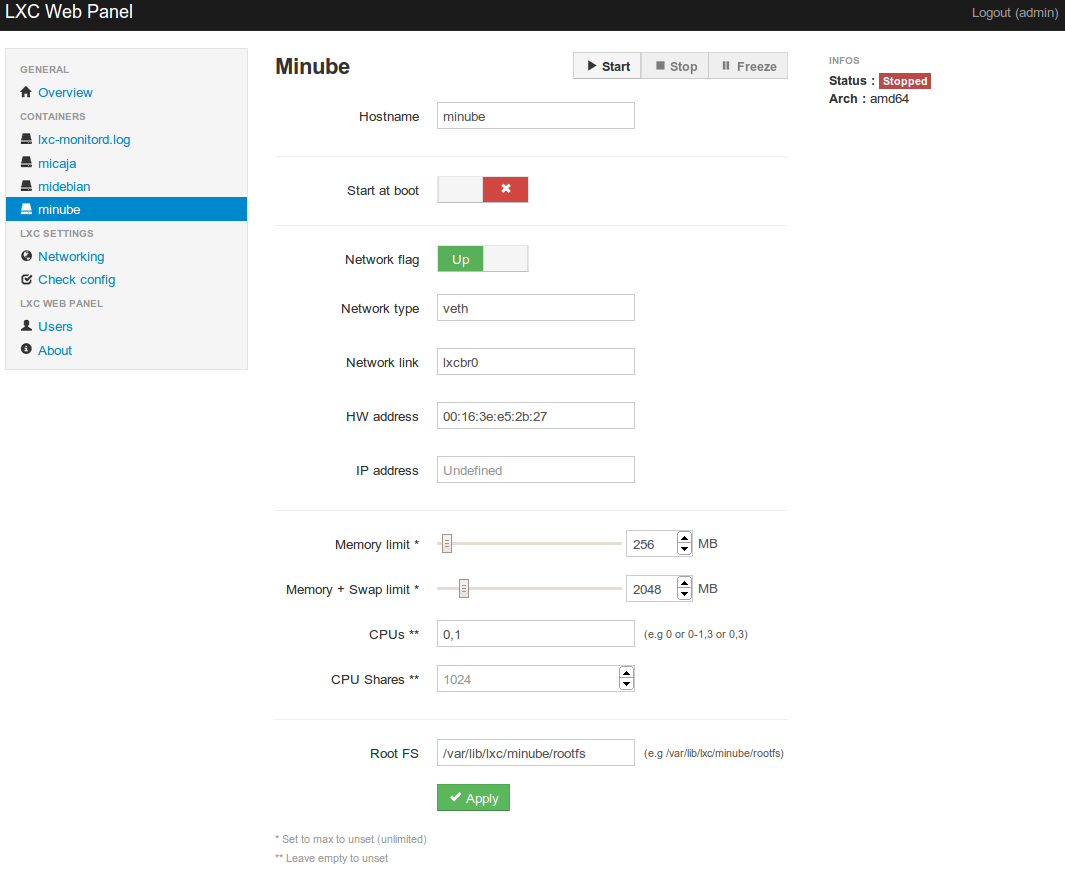 LXC Web Panel
Logout (admin)
GENERAL
Overview
CONTAINERS
lxc-monitord.log
micaja
midebian
minube
LXC SETTINGS
Networking
Check config
LXC WEB PANEL
Users
About
Minube
Start Stop Freeze
Hostname minube
Start at boot
Network flag Up
Network type veth
Network link lxcbr0
HW address 00:16:3e:e5:2b:27
IP address Undefined
Memory limit * 256 MB
Memory + Swap limit * 2048 MB
CPUs ** 0,1 (e.g 0 or 0-1,3 or 0,3)
CPU Shares ** 1024
Root FS /var/lib/lxc/minube/rootfs (e.g /var/lib/lxc/minube/rootfs)
Apply
* Set to max to unset (unlimited)
** Leave empty to unset
INFOS
Status : Stopped
Arch : amd64